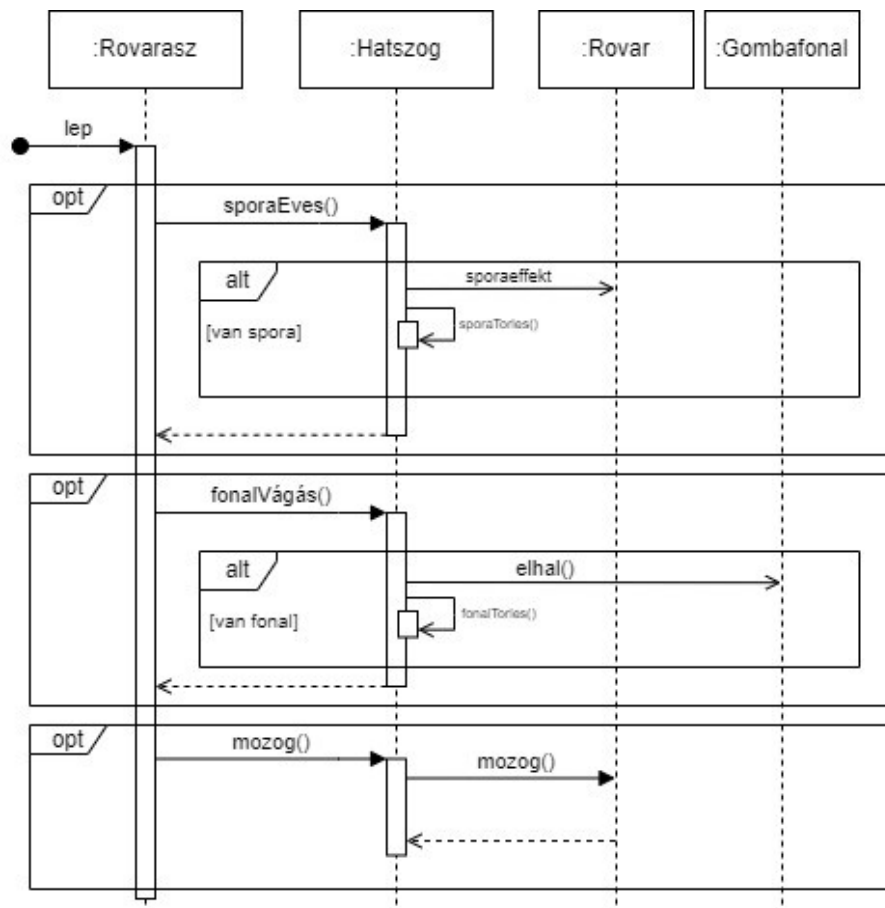 :Rovarasz
:Hatszog
:Rovar
:Gombafonal
lep
opt
sporaEves()
alt
sporaeffekt
[van spora]
sporaTorles()
opt
fonalVágás()
alt
elhal()
[van fonal]
fonalTorles()
opt
mozog()
mozog()